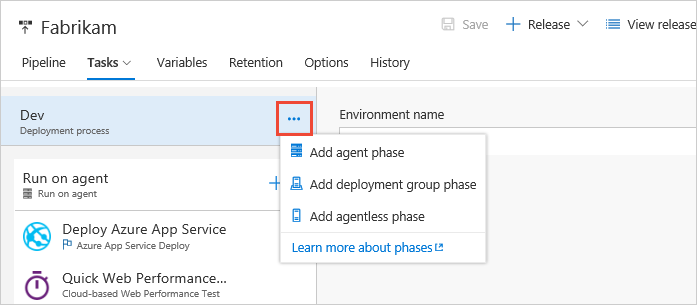 Fabrikam
Save
Release
View release
Pipeline
Tasks
Variables
Retention
Options
History
Dev
Deployment process
Environment name
Add agent phase
Add deployment group phase
Add agentless phase
Learn more about phases
Run on agent
Run on agent
Deploy Azure App Service
Azure App Service Deploy
Quick Web Performance...
Cloud-based Web Performance Test